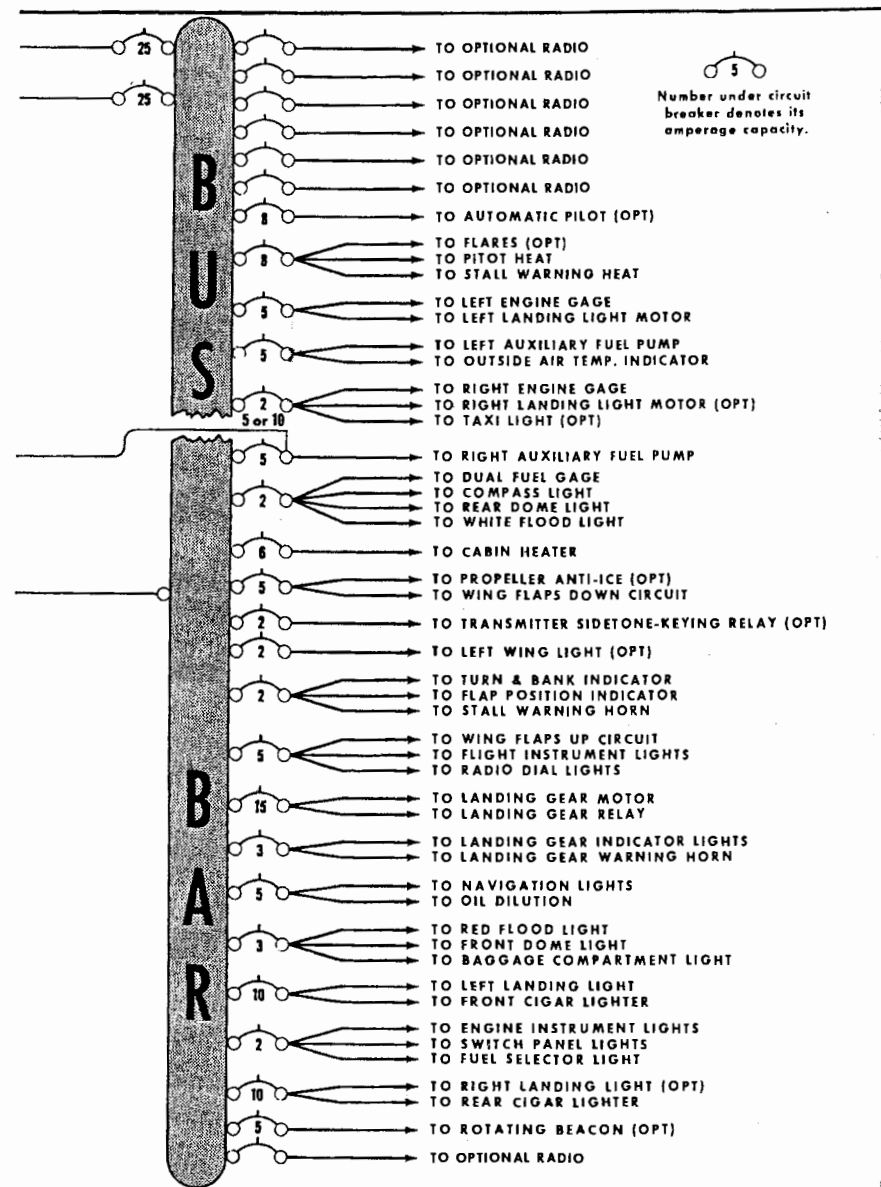 25
TO OPTIONAL RADIO
5
Number under circuit
breaker denotes its
amperage capacity.
TO OPTIONAL RADIO
25
TO OPTIONAL RADIO
TO OPTIONAL RADIO
TO OPTIONAL RADIO
TO OPTIONAL RADIO
8
TO AUTOMATIC PILOT (OPT)
8
TO FLARES (OPT)
TO PITOT HEAT
TO STALL WARNING HEAT
5
TO LEFT ENGINE GAGE
TO LEFT LANDING LIGHT MOTOR
5
TO LEFT AUXILIARY FUEL PUMP
TO OUTSIDE AIR TEMP. INDICATOR
2
TO RIGHT ENGINE GAGE
TO RIGHT LANDING LIGHT MOTOR (OPT)
TO TAXI LIGHT (OPT)
BUS
5 or 10
5
TO RIGHT AUXILIARY FUEL PUMP
2
TO DUAL FUEL GAGE
TO COMPASS LIGHT
TO REAR DOME LIGHT
TO WHITE FLOOD LIGHT
6
TO CABIN HEATER
5
TO PROPELLER ANTI-ICE (OPT)
TO WING FLAPS DOWN CIRCUIT
2
TO TRANSMITTER SIDETONE-KEYING RELAY (OPT)
2
TO LEFT WING LIGHT (OPT)
2
TO TURN & BANK INDICATOR
TO FLAP POSITION INDICATOR
TO STALL WARNING HORN
5
TO WING FLAPS UP CIRCUIT
TO FLIGHT INSTRUMENT LIGHTS
TO RADIO DIAL LIGHTS
15
TO LANDING GEAR MOTOR
TO LANDING GEAR RELAY
3
TO LANDING GEAR INDICATOR LIGHTS
TO LANDING GEAR WARNING HORN
5
TO NAVIGATION LIGHTS
TO OIL DILUTION
3
TO RED FLOOD LIGHT
TO FRONT DOME LIGHT
TO BAGGAGE COMPARTMENT LIGHT
10
TO LEFT LANDING LIGHT
TO FRONT CIGAR LIGHTER
2
TO ENGINE INSTRUMENT LIGHTS
TO SWITCH PANEL LIGHTS
TO FUEL SELECTOR LIGHT
10
TO RIGHT LANDING LIGHT (OPT)
TO REAR CIGAR LIGHTER
5
TO ROTATING BEACON (OPT)
TO OPTIONAL RADIO
BAR